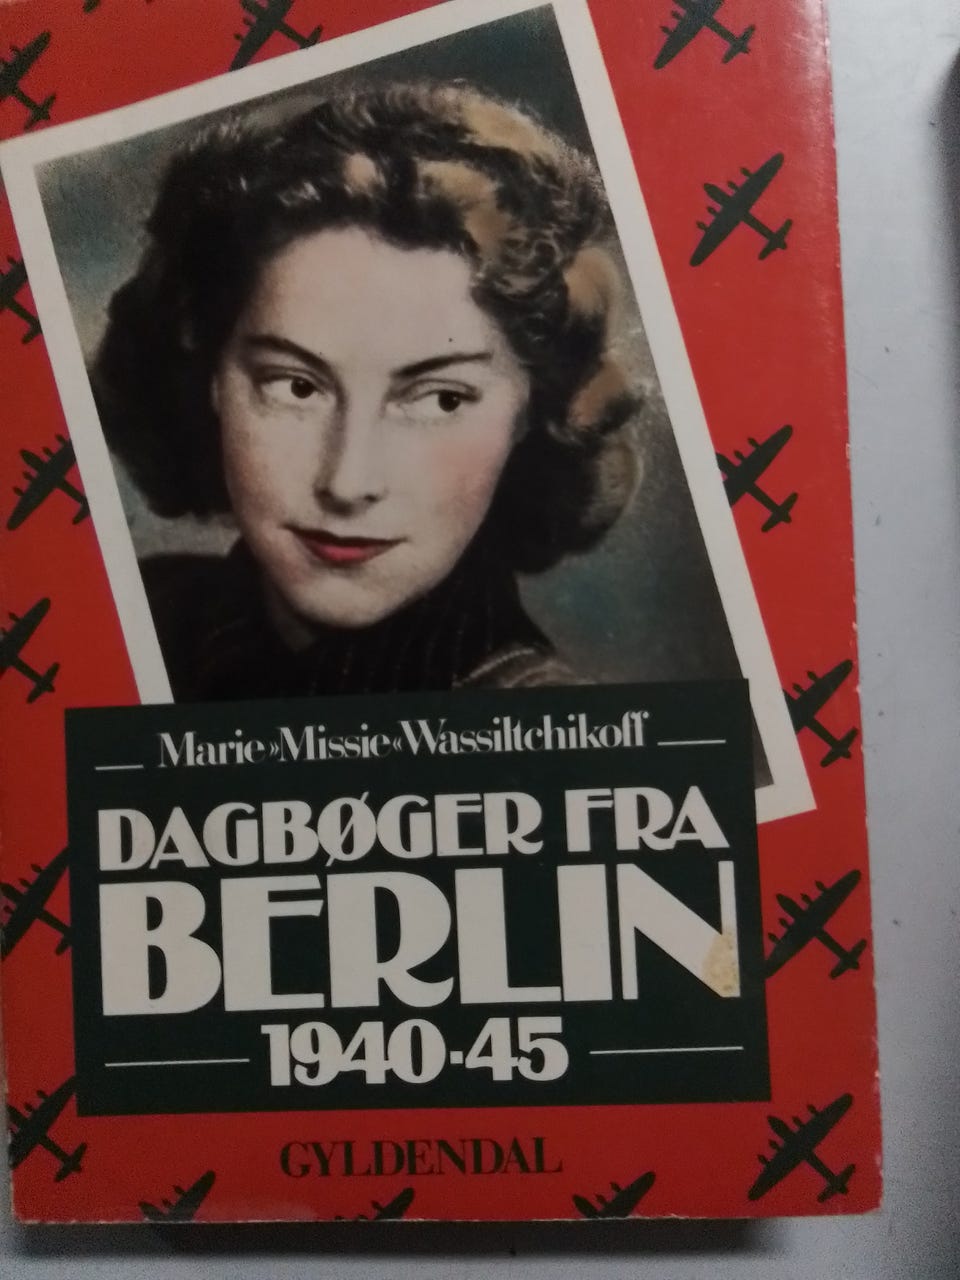 Marie »Missie« Wassiltchikoff
DAGBØGER FRA
BERLIN
1940-45
GYLDENDAL